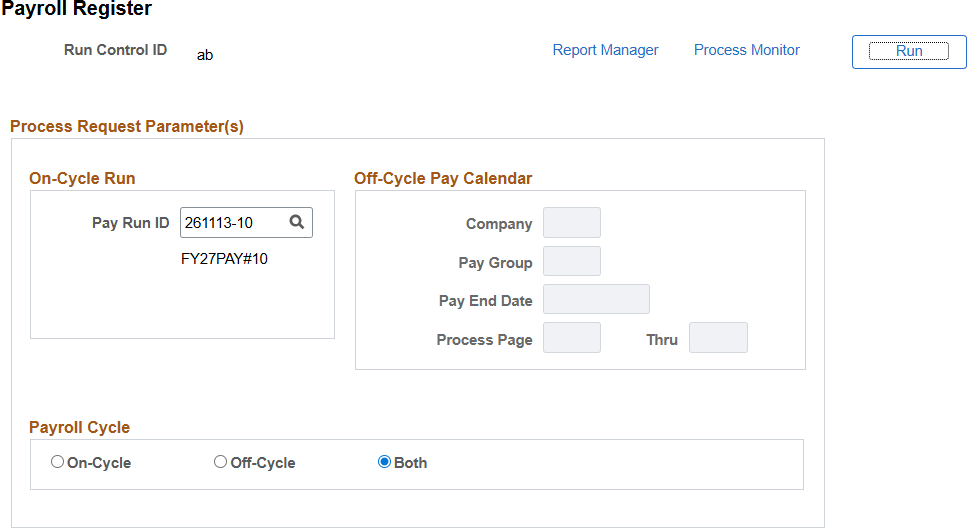 Payroll Register
Run Control ID ab Report Manager Process Monitor Run
Process Request Parameter(s)
On-Cycle Run
Pay Run ID 261113-10
FY27PAY#10
Off-Cycle Pay Calendar
Company
Pay Group
Pay End Date
Process Page Thru
Payroll Cycle
On-Cycle Off-Cycle Both